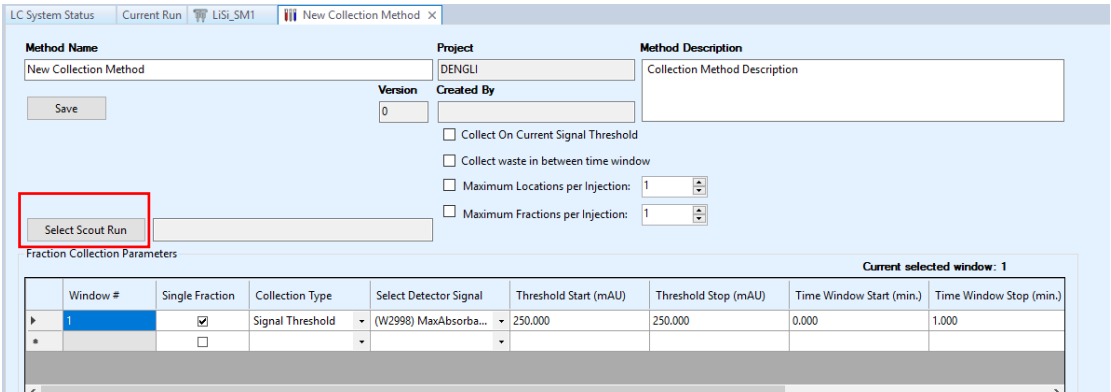 LC System Status Current Run LiSi_SM1 New Collection Method ×
Method Name Project Method Description
New Collection Method DENGLI Collection Method Description
Version Created By
Save 0
Collect On Current Signal Threshold
Collect waste in between time window
Maximum Locations per Injection: 1
Maximum Fractions per Injection: 1
Select Scout Run
Fraction Collection Parameters
Current selected window: 1
Window # Single Fraction Collection Type Select Detector Signal Threshold Start (mAU) Threshold Stop (mAU) Time Window Start (min.) Time Window Stop (min.)
1 Signal Threshold (W2998) MaxAbsorba... 250.000 250.000 0.000 1.000